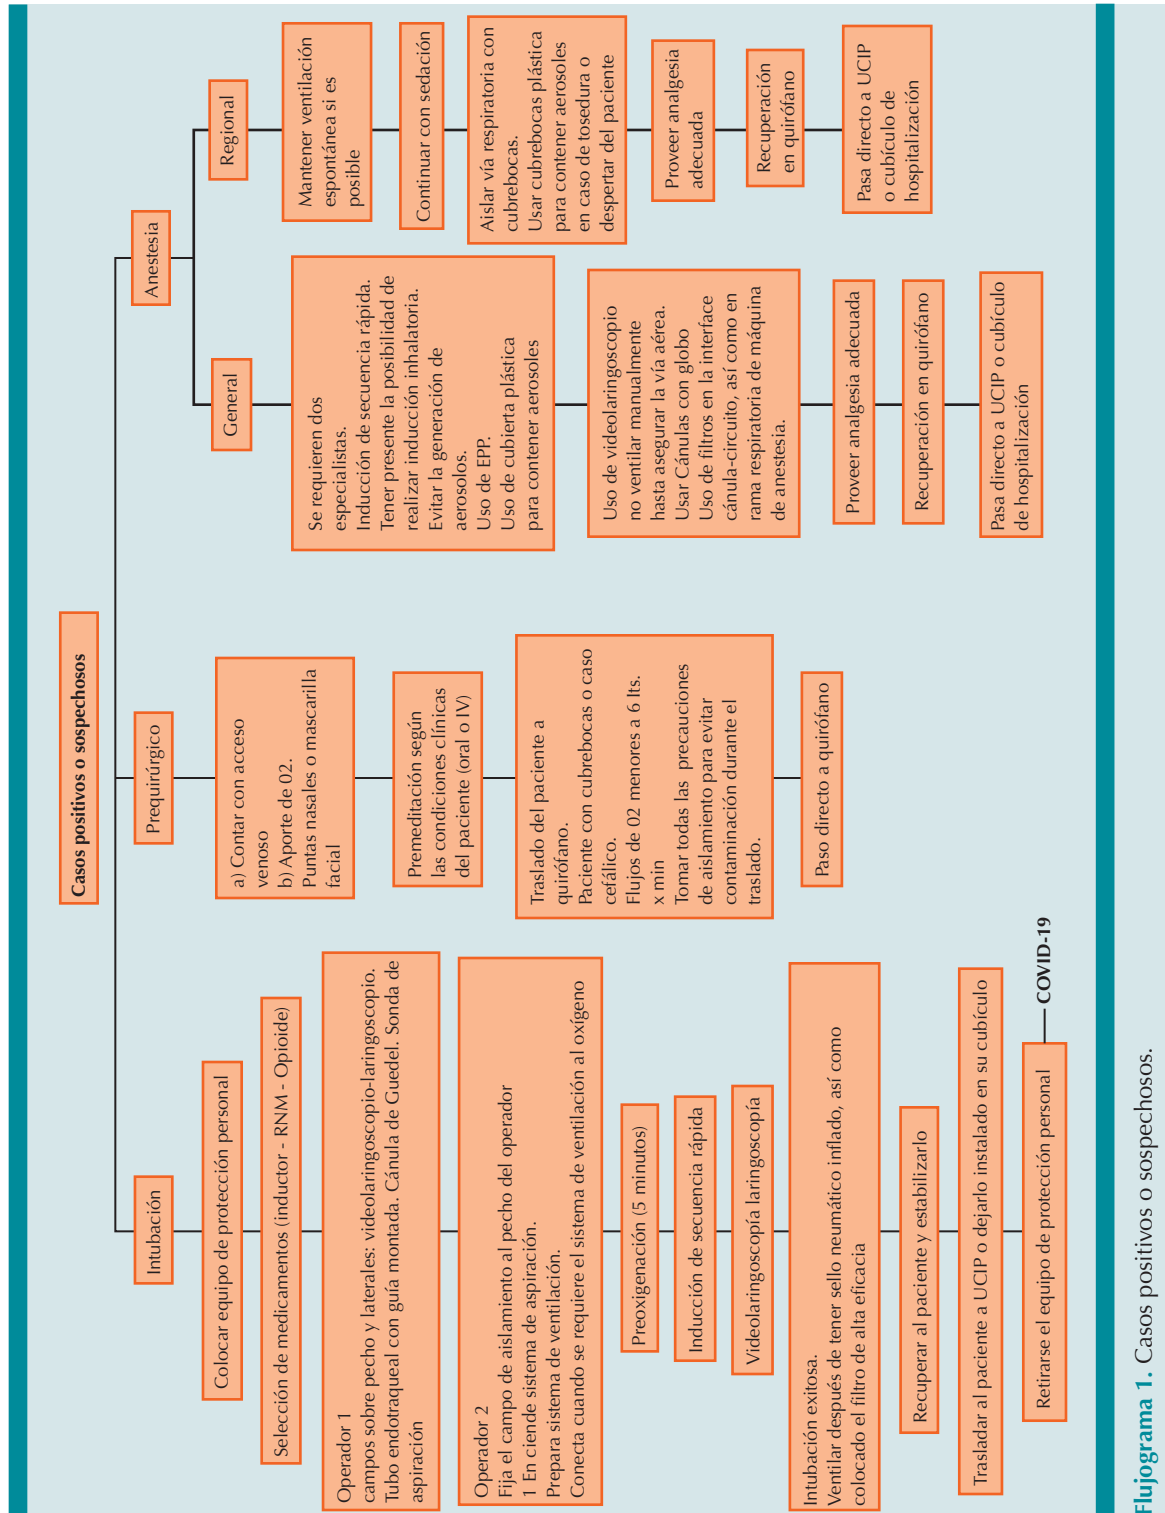 Casos positivos o sospechosos
Intubación
Colocar equipo de protección personal
Selección de medicamentos (inductor - RNM - Opioide)
Operador 1
campos sobre pecho y laterales: videolaringoscopio-laringoscopio.
Tubo endotraqueal con guía montada. Cánula de Guedel. Sonda de
aspiración
Operador 2
Fija el campo de aislamiento al pecho del operador
1 En ciende sistema de aspiración.
Prepara sistema de ventilación.
Conecta cuando se requiere el sistema de ventilación al oxígeno
Preoxigenación (5 minutos)
Inducción de secuencia rápida
Videolaringoscopía laringoscopía
Intubación exitosa.
Ventilar después de tener sello neumático inflado, así como
colocado el filtro de alta eficacia
Recuperar al paciente y estabilizarlo
Trasladar al paciente a UCIP o dejarlo instalado en su cubículo
Retirarse el equipo de protección personal
COVID-19
Prequirúrgico
a) Contar con acceso
venoso
b) Aporte de 02.
Puntas nasales o mascarilla
facial
Premeditación según
las condiciones clínicas
del paciente (oral o IV)
Traslado del paciente a
quirófano.
Paciente con cubrebocas o caso
cefálico.
Flujos de 02 menores a 6 lts.
x min
Tomar todas las precauciones
de aislamiento para evitar
contaminación durante el
traslado.
Paso directo a quirófano
Anestesia
General
Se requieren dos
especialistas.
Inducción de secuencia rápida.
Tener presente la posibilidad de
realizar inducción inhalatoria.
Evitar la generación de
aerosolos.
Uso de EPP.
Uso de cubierta plástica
para contener aerosoles
Uso de videolaringoscopio
no ventilar manualmente
hasta asegurar la vía aérea.
Usar Cánulas con globo
Uso de filtros en la interface
cánula-circuito, así como en
rama respiratoria de máquina
de anestesia.
Proveer analgesia adecuada
Recuperación en quirófano
Pasa directo a UCIP o cubículo
de hospitalización
Regional
Mantener ventilación
espontánea si es
posible
Continuar con sedación
Aislar vía respiratoria con
cubrebocas.
Usar cubrebocas plástica
para contener aerosoles
en caso de tosedura o
despertar del paciente
Proveer analgesia
adecuada
Recuperación
en quirófano
Pasa directo a UCIP
o cubículo de
hospitalización
Flujograma 1. Casos positivos o sospechosos.